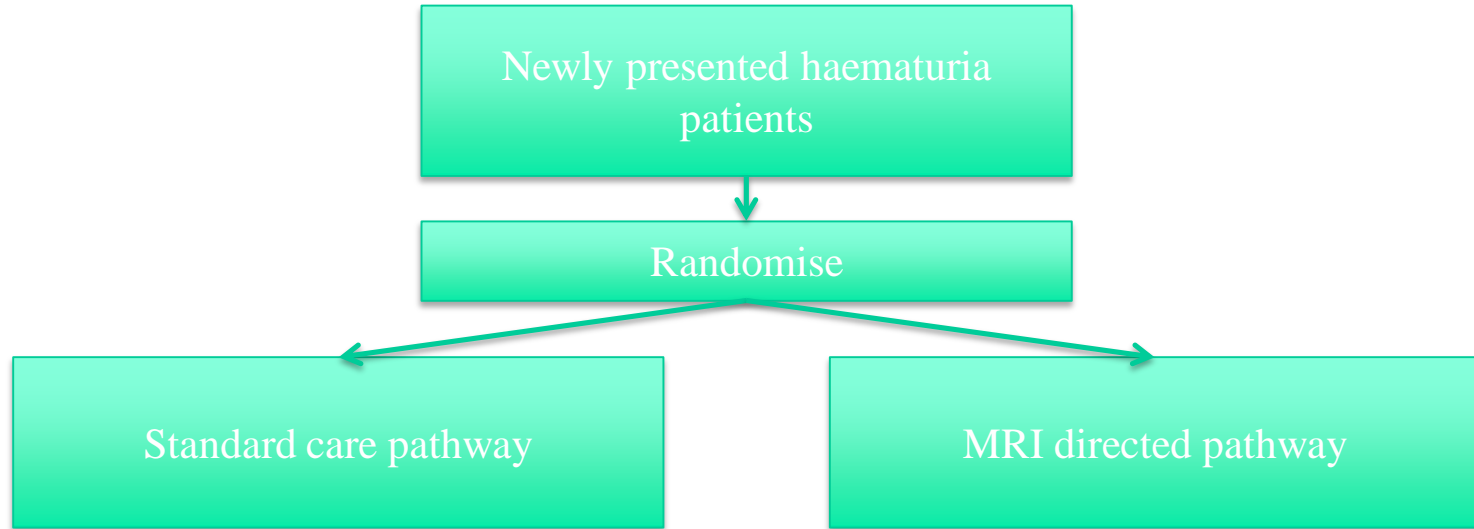 Newly presented haematuria
patients
Randomise
Standard care pathway
MRI directed pathway